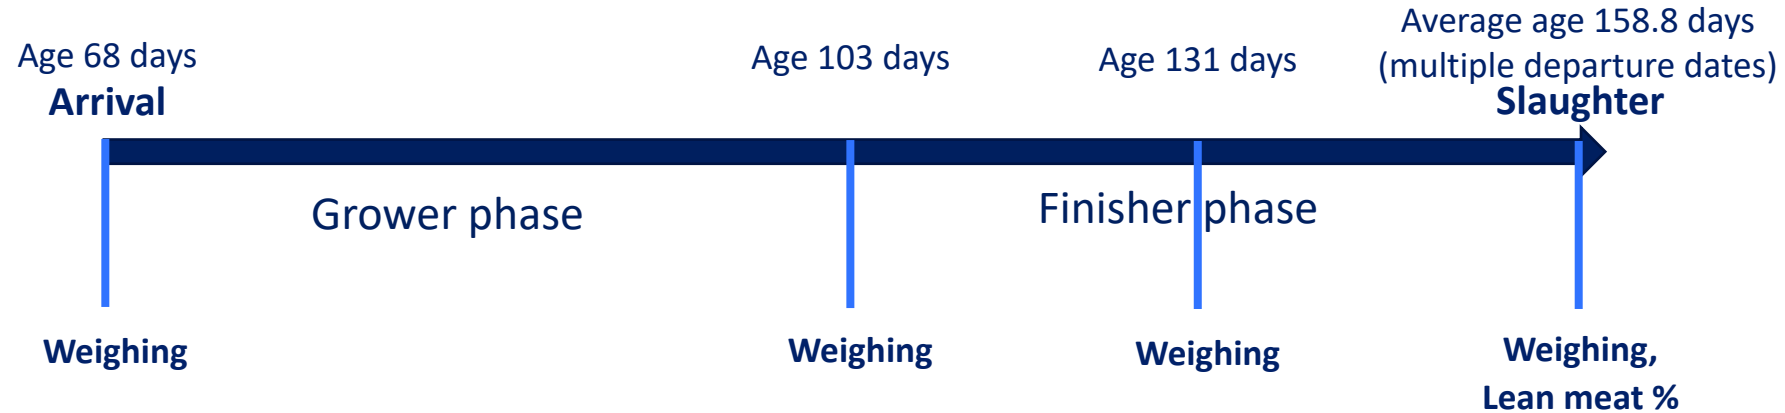 Age 68 days
Arrival
Age 103 days
Age 131 days
Average age 158.8 days
(multiple departure dates)
Slaughter
Grower phase
Finisher phase
Weighing
Weighing
Weighing
Weighing,
Lean meat %